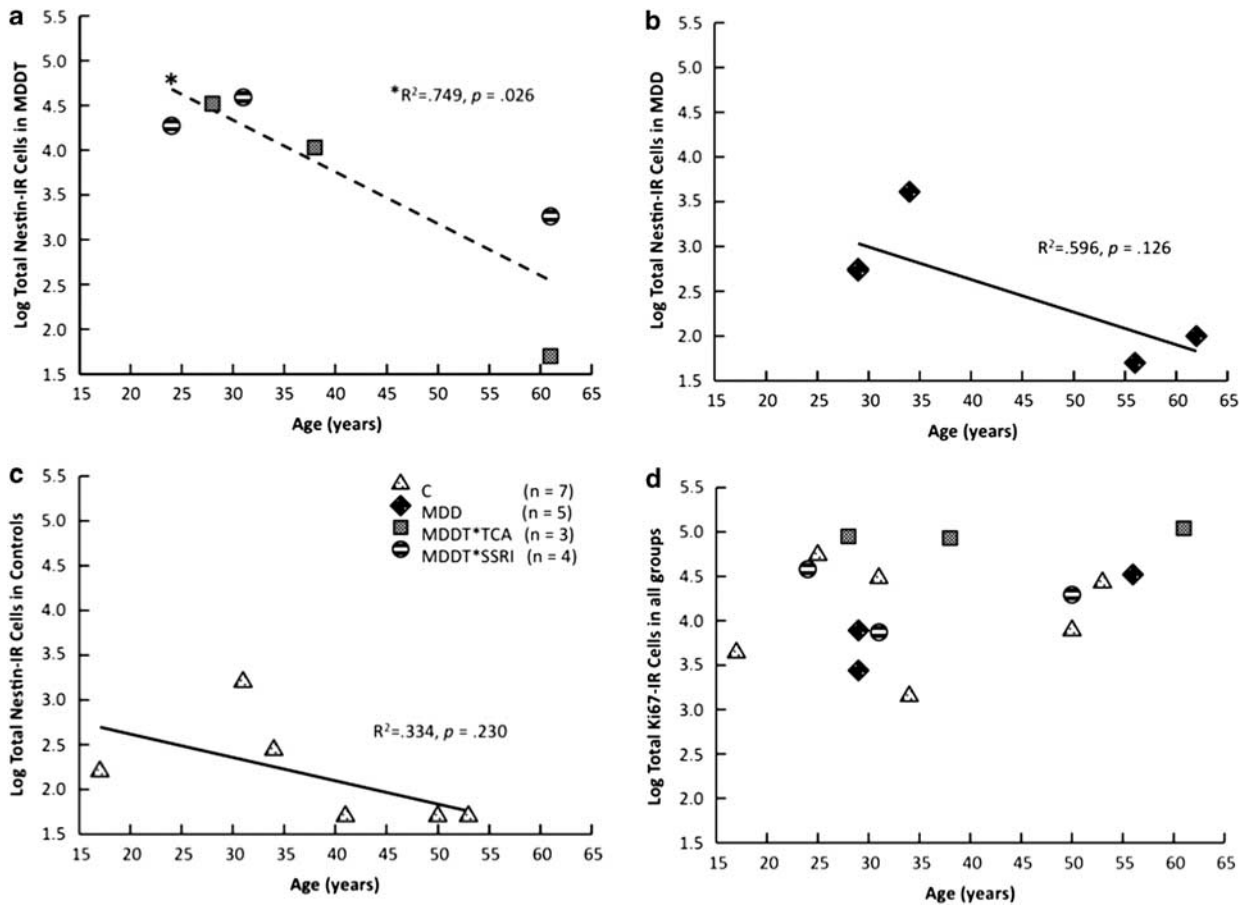 a
Log Total Nestin-IR Cells in MDDT
5.5
5.0
4.5
4.0
3.5
3.0
2.5
2.0
1.5
*
*R²=.749, p = .026
15 20 25 30 35 40 45 50 55 60 65
Age (years)
b
Log Total Nestin-IR Cells in MDD
5.5
5.0
4.5
4.0
3.5
3.0
2.5
2.0
1.5
R²=.596, p = .126
15 20 25 30 35 40 45 50 55 60 65
Age (years)
c
Log Total Nestin-IR Cells in Controls
5.5
5.0
4.5
4.0
3.5
3.0
2.5
2.0
1.5
C (n = 7)
MDD (n = 5)
MDDT*TCA (n = 3)
MDDT*SSRI (n = 4)
R²=.334, p = .230
15 20 25 30 35 40 45 50 55 60 65
Age (years)
d
Log Total Ki67-IR Cells in all groups
5.5
5.0
4.5
4.0
3.5
3.0
2.5
2.0
1.5
15 20 25 30 35 40 45 50 55 60 65
Age (years)